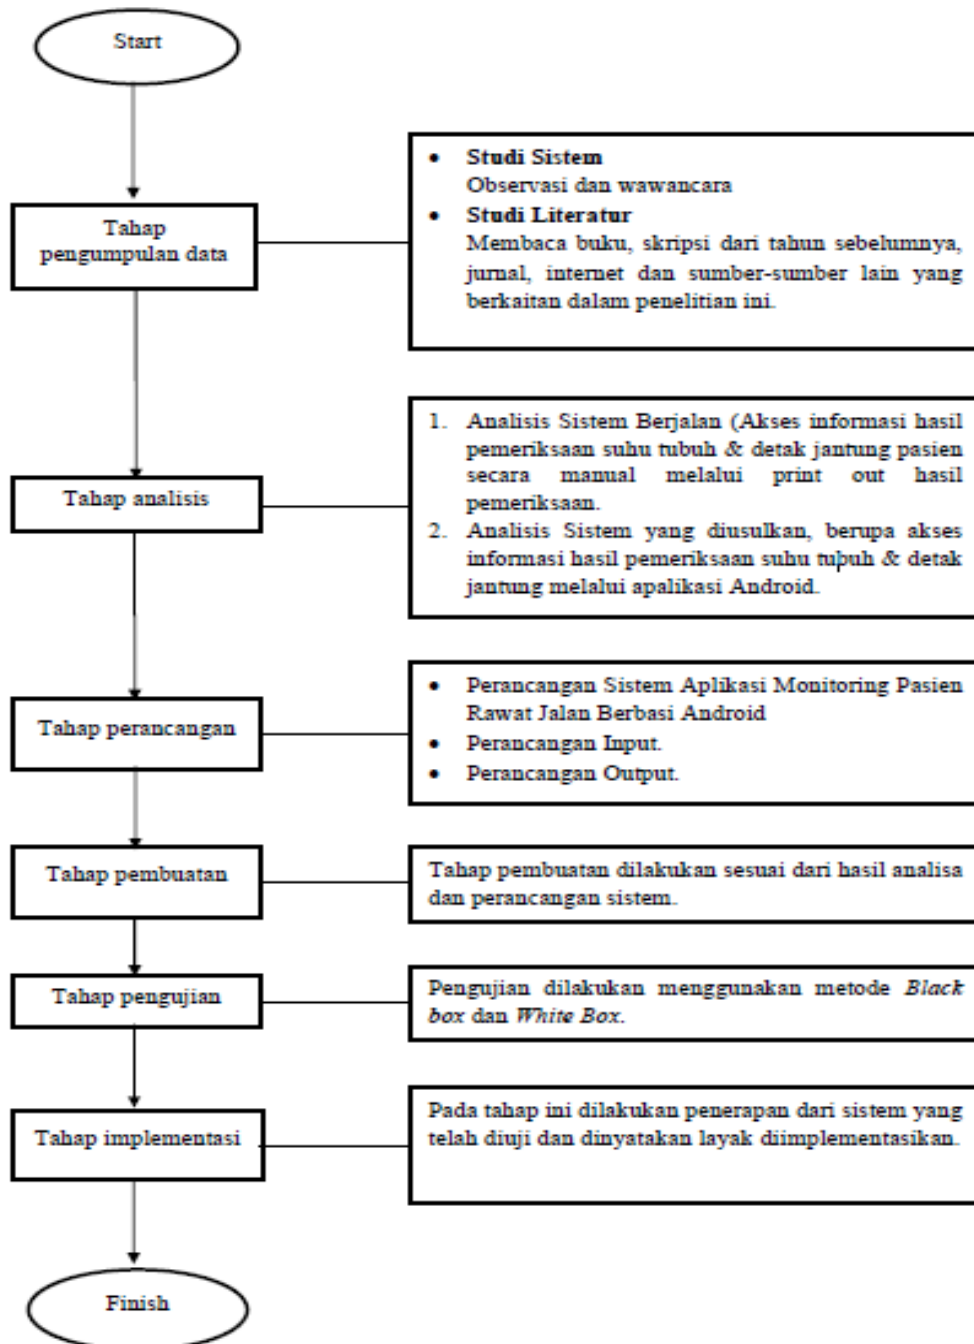 Start
Tahap
pengumpulan data
• Studi Sistem
Observasi dan wawancara
• Studi Literatur
Membaca buku, skripsi dari tahun sebelumnya,
jurnal, internet dan sumber-sumber lain yang
berkaitan dalam penelitian ini.
Tahap analisis
1. Analisis Sistem Berjalan (Akses informasi hasil
pemeriksaan suhu tubuh & detak jantung pasien
secara manual melalui print out hasil
pemeriksaan.
2. Analisis Sistem yang diusulkan, berupa akses
informasi hasil pemeriksaan suhu tubuh & detak
jantung melalui apalikasi Android.
Tahap perancangan
• Perancangan Sistem Aplikasi Monitoring Pasien
Rawat Jalan Berbasi Android
• Perancangan Input.
• Perancangan Output.
Tahap pembuatan
Tahap pembuatan dilakukan sesuai dari hasil analisa
dan perancangan sistem.
Tahap pengujian
Pengujian dilakukan menggunakan metode Black
box dan White Box.
Tahap implementasi
Pada tahap ini dilakukan penerapan dari sistem yang
telah diuji dan dinyatakan layak diimplementasikan.
Finish